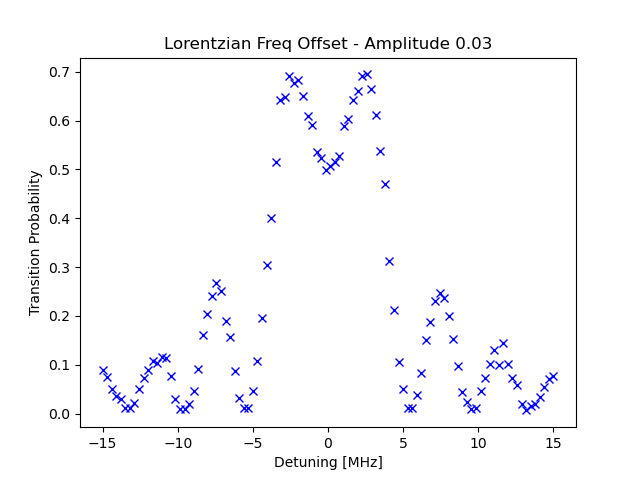 Lorentzian Freq Offset - Amplitude 0.03
Transition Probability
0.7
0.6
0.5
0.4
0.3
0.2
0.1
0.0
−15 −10 −5 0 5 10 15
Detuning [MHz]